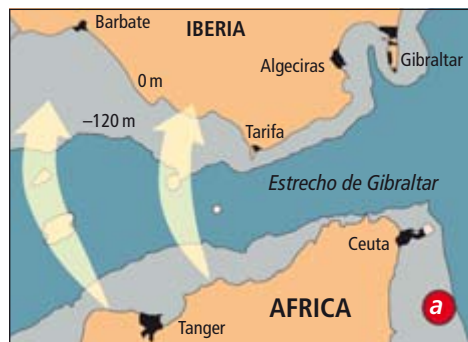 Barbate
IBERIA
Algeciras
Gibraltar
0 m
–120 m
Tarifa
Estrecho de Gibraltar
Ceuta
AFRICA
a
Tanger